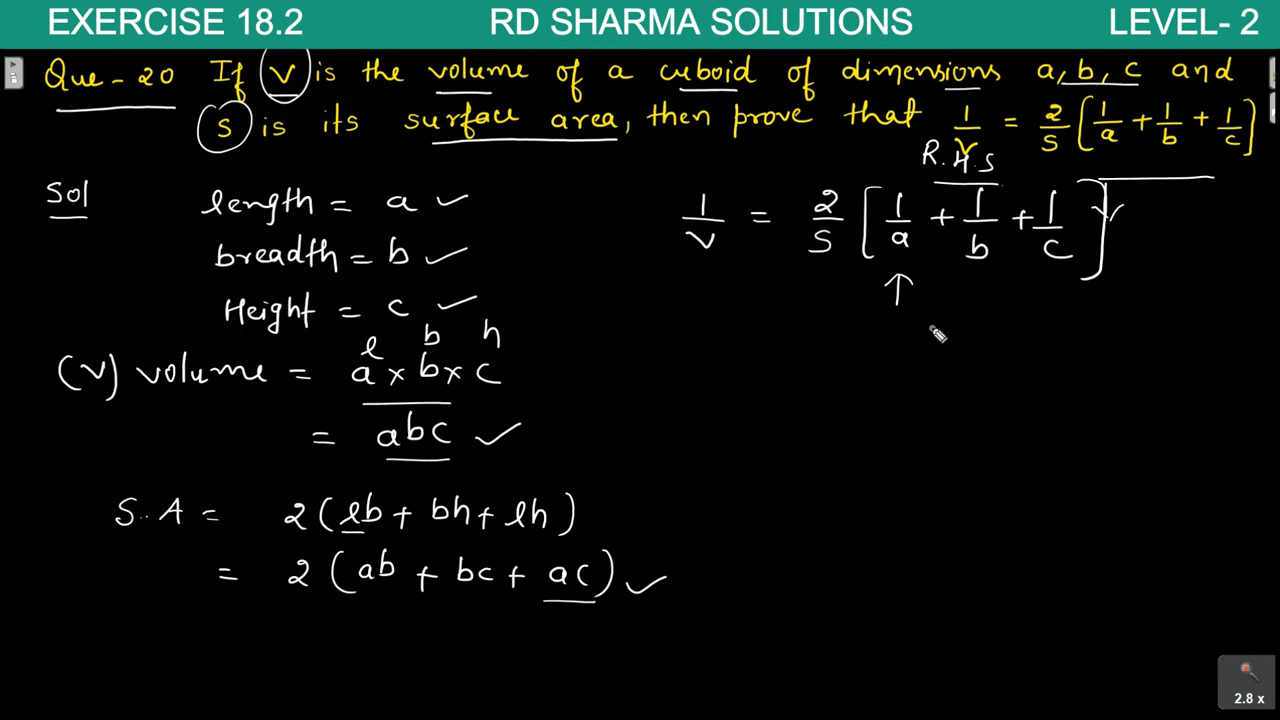 EXERCISE 18.2 RD SHARMA SOLUTIONS LEVEL- 2
Que - 20 If V is the volume of a cuboid of dimensions a, b, c and
S is its surface area, then prove that 1/V = 2/S [1/a + 1/b + 1/c]
R.H.S
Sol
length = a ✓
1/V = 2/S [1/a + 1/b + 1/c] ✓
breadth = b ✓
Height = c ✓
l b h
(V) volume = a × b × c
= abc ✓
S.A = 2 (lb + bh + lh)
= 2 (ab + bc + ac) ✓
2.8 x